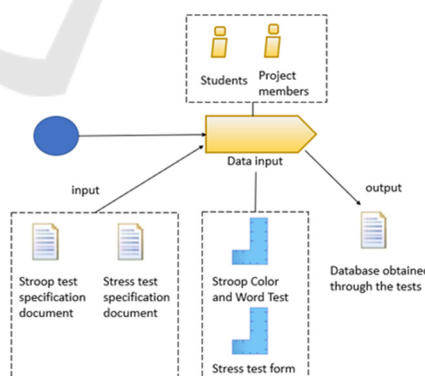 Students
Project
members
Data input
input
output
Stroop test
specification
document
Stress test
specification
document
Stroop Color
and Word Test
Database obtained
through the tests
Stress test form